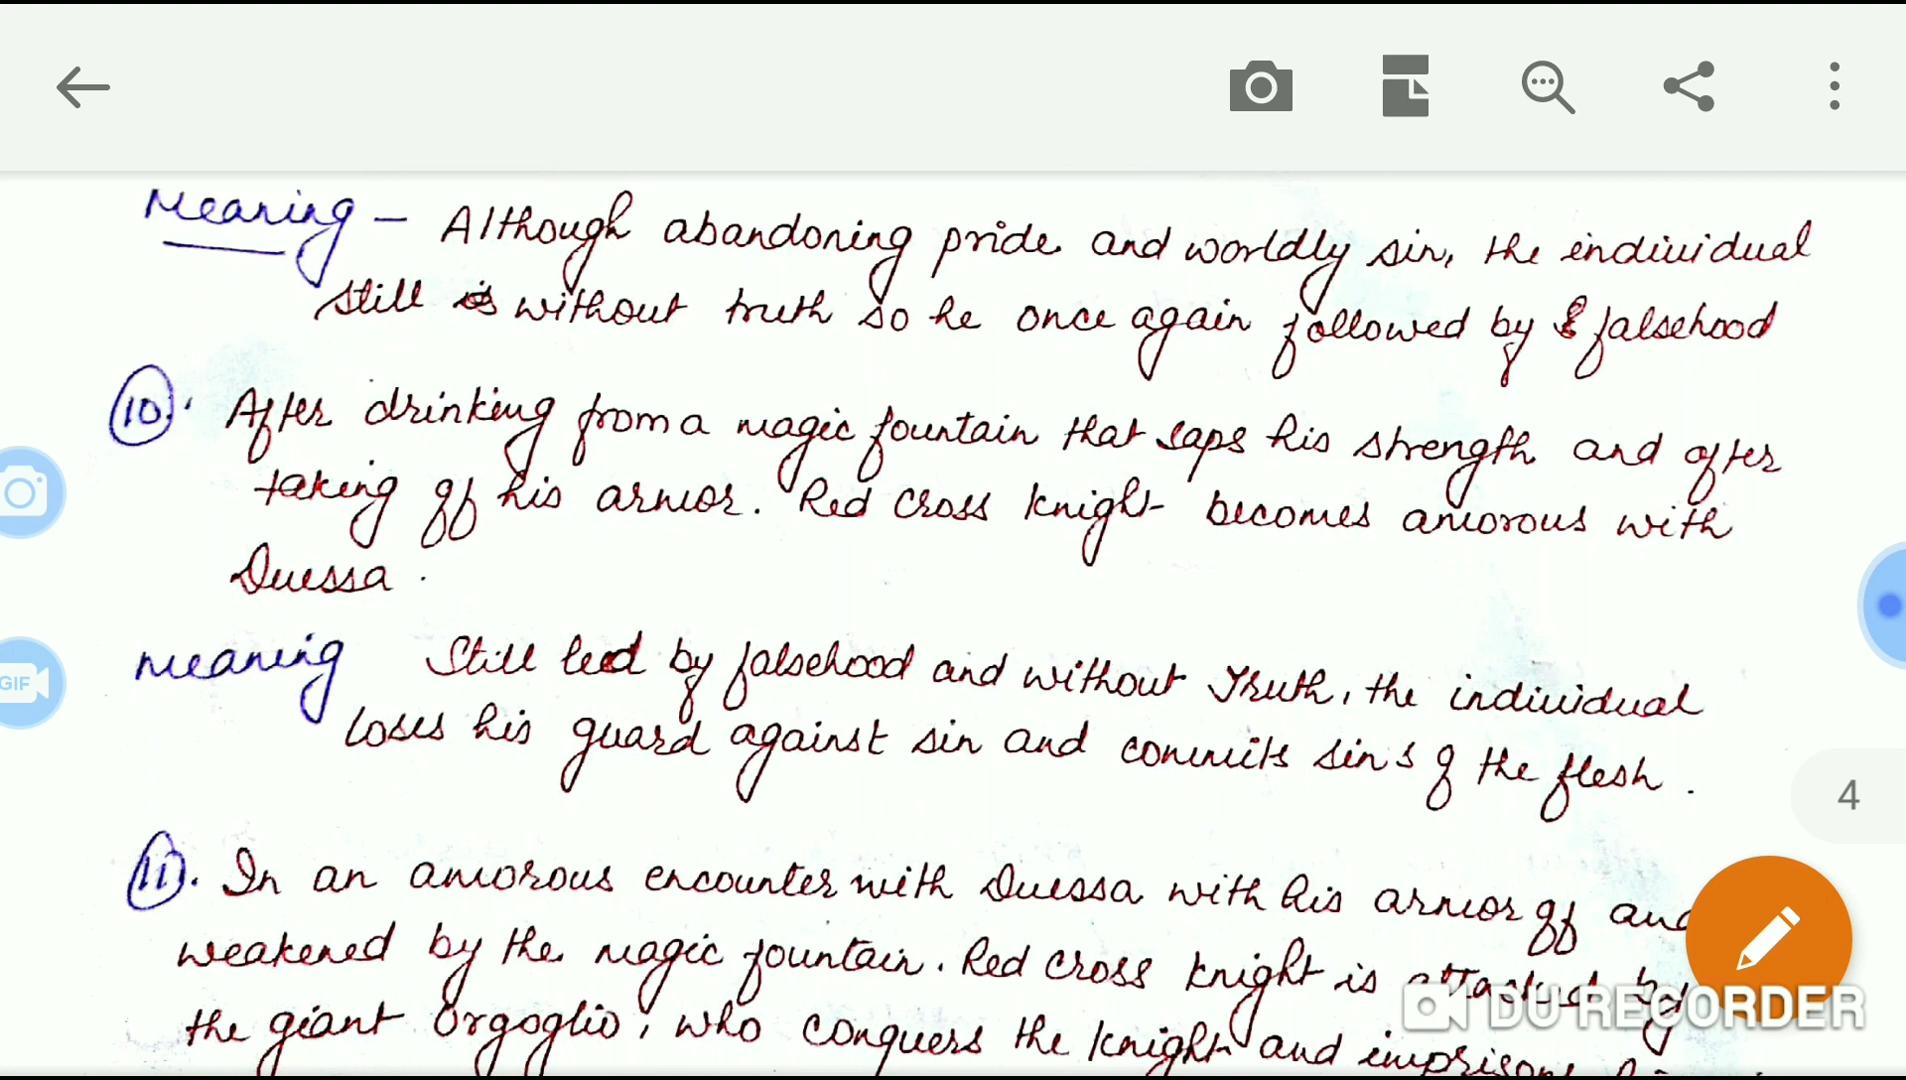 Meaning - Although abandoning pride and worldly sin, the individual
still is without truth so he once again followed by falsehood
10. After drinking from a magic fountain that saps his strength and after
taking off his armor. Red cross knight becomes amorous with
Duessa.
meaning Still led by falsehood and without Truth, the individual
loses his guard against sin and commits sin's of the flesh.
11. In an amorous encounter with Duessa with his armor off and
weakened by the magic fountain. Red cross knight is attacked by
the giant Orgoglio, who conquers the knight and imprisons
GIF
4
DU RECORDER